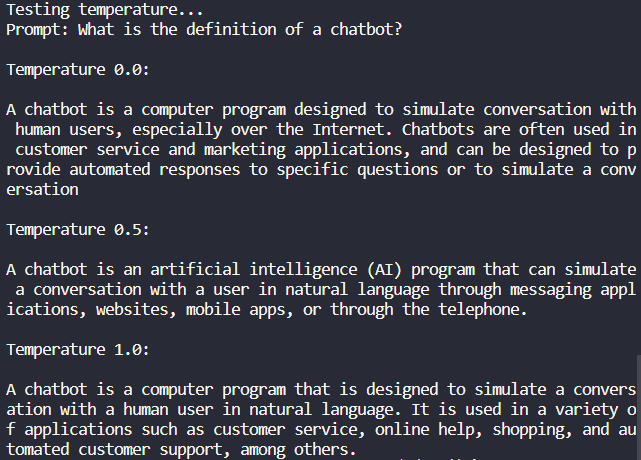 Testing temperature...
Prompt: What is the definition of a chatbot?
Temperature 0.0:
A chatbot is a computer program designed to simulate conversation with
human users, especially over the Internet. Chatbots are often used in
customer service and marketing applications, and can be designed to p
rovide automated responses to specific questions or to simulate a conv
ersation
Temperature 0.5:
A chatbot is an artificial intelligence (AI) program that can simulate
a conversation with a user in natural language through messaging appl
ications, websites, mobile apps, or through the telephone.
Temperature 1.0:
A chatbot is a computer program that is designed to simulate a convers
ation with a human user in natural language. It is used in a variety o
f applications such as customer service, online help, shopping, and au
tomated customer support, among others.